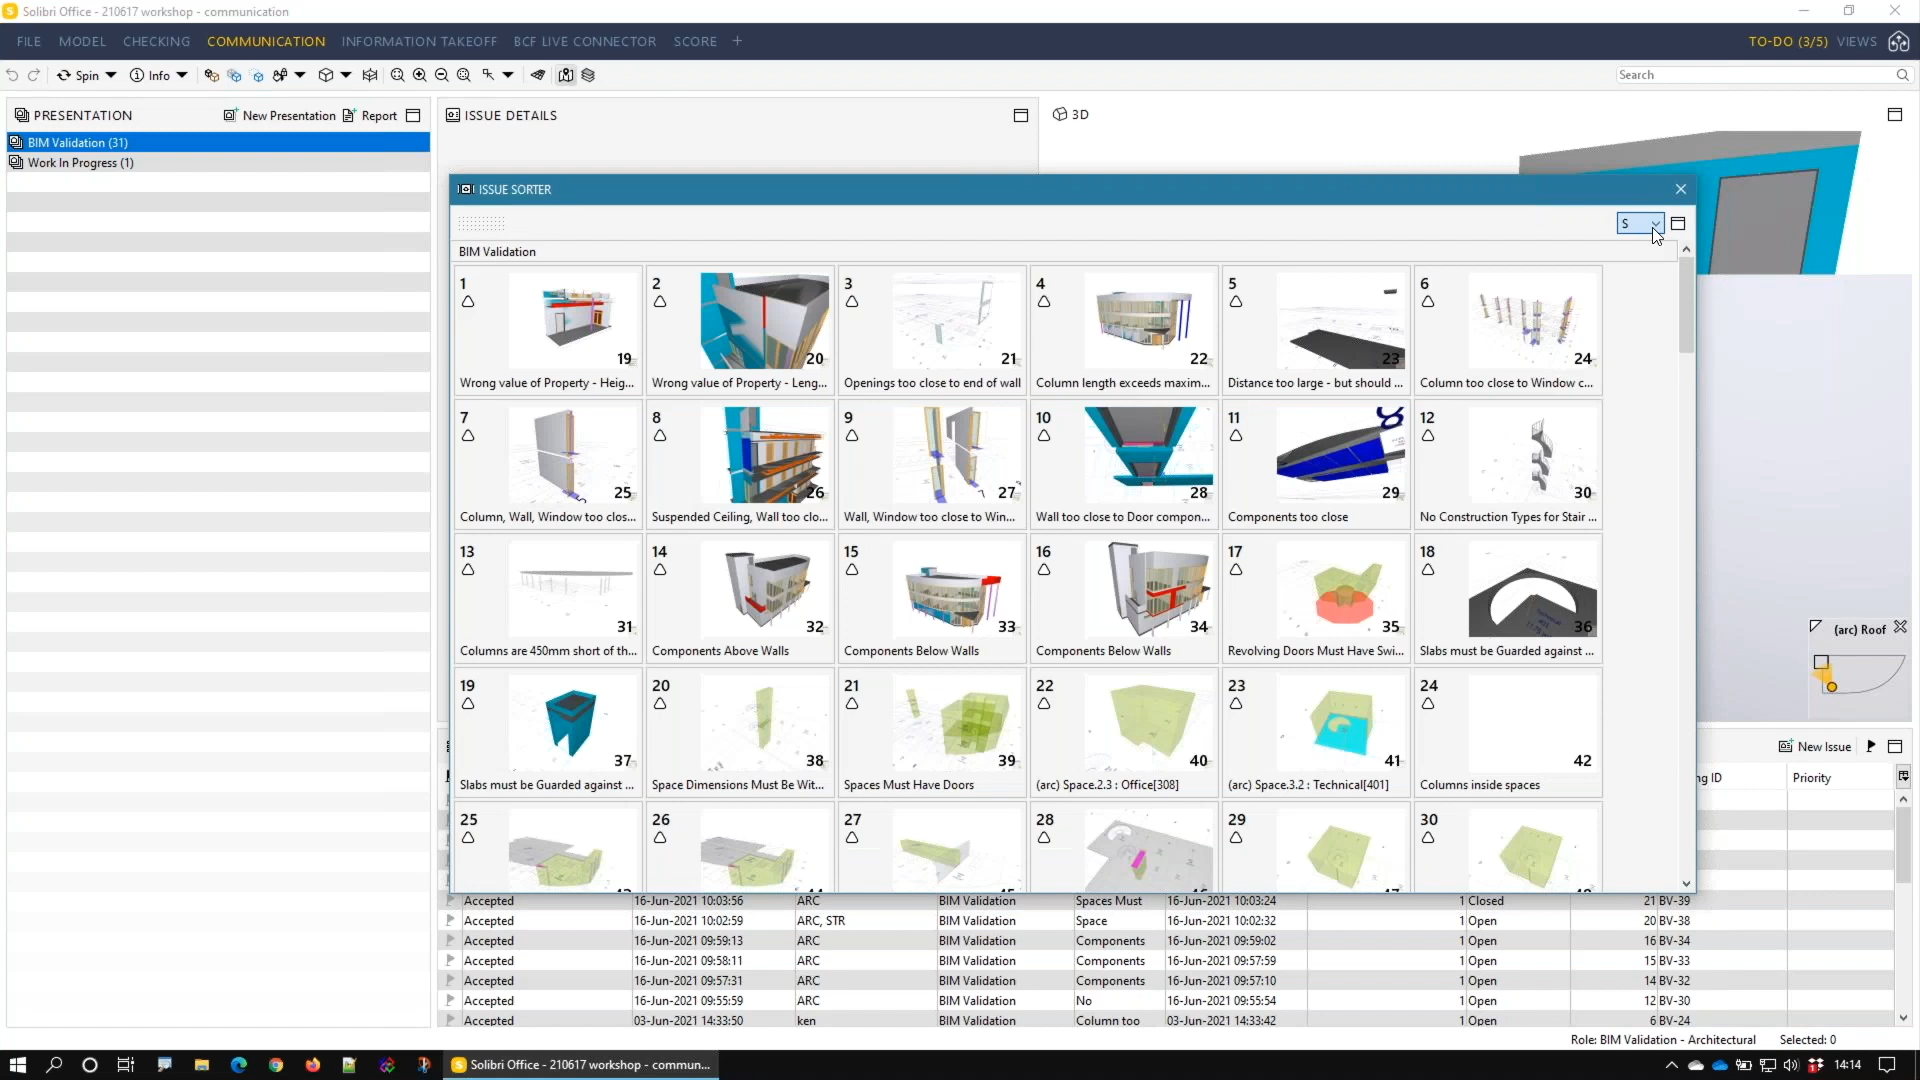 Solibri Office - 210617 workshop - communication
FILE MODEL CHECKING COMMUNICATION INFORMATION TAKEOFF BCF LIVE CONNECTOR SCORE + TO-DO (3/5) VIEWS
Spin Info Search
PRESENTATION New Presentation Report
ISSUE DETAILS
3D
BIM Validation (31)
Work In Progress (1)
ISSUE SORTER
S
BIM Validation
1 2 3 4 5 6
19 20 21 22 23 24
Wrong value of Property - Heig... Wrong value of Property - Leng... Openings too close to end of wall Column length exceeds maxim... Distance too large - but should ... Column too close to Window c...
7 8 9 10 11 12
25 26 27 28 29 30
Column, Wall, Window too clos... Suspended Ceiling, Wall too clo... Wall, Window too close to Win... Wall too close to Door compon... Components too close No Construction Types for Stair ...
13 14 15 16 17 18
31 32 33 34 35 36
Columns are 450mm short of th... Components Above Walls Components Below Walls Components Below Walls Revolving Doors Must Have Swi... Slabs must be Guarded against ...
(arc) Roof
19 20 21 22 23 24
37 38 39 40 41 42
Slabs must be Guarded against ... Space Dimensions Must Be Wit... Spaces Must Have Doors (arc) Space.2.3 : Office[308] (arc) Space.3.2 : Technical[401] Columns inside spaces
New Issue
ng ID Priority
25 26 27 28 29 30
Accepted 16-Jun-2021 10:03:56 ARC BIM Validation Spaces Must 16-Jun-2021 10:03:24 1 Closed 21 BV-39
Accepted 16-Jun-2021 10:02:59 ARC, STR BIM Validation Space 16-Jun-2021 10:02:32 1 Open 20 BV-38
Accepted 16-Jun-2021 09:59:13 ARC BIM Validation Components 16-Jun-2021 09:59:02 1 Open 16 BV-34
Accepted 16-Jun-2021 09:58:11 ARC BIM Validation Components 16-Jun-2021 09:57:59 1 Open 15 BV-33
Accepted 16-Jun-2021 09:57:31 ARC BIM Validation Components 16-Jun-2021 09:57:10 1 Open 14 BV-32
Accepted 16-Jun-2021 09:55:59 ARC BIM Validation No 16-Jun-2021 09:55:54 1 Open 12 BV-30
Accepted 03-Jun-2021 14:33:50 ken BIM Validation Column too 03-Jun-2021 14:33:42 1 Open 6 BV-24
Role: BIM Validation - Architectural Selected: 0
Solibri Office - 210617 workshop - commun... 14:14